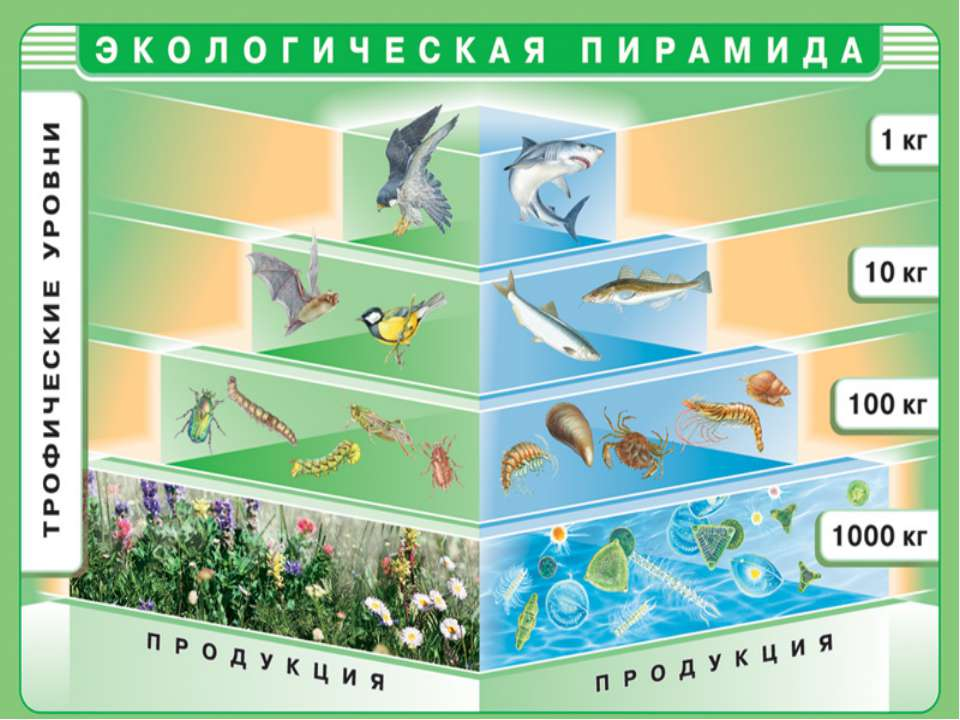 ЭКОЛОГИЧЕСКАЯ ПИРАМИДА
ТРОФИЧЕСКИЕ УРОВНИ
1 кг
10 кг
100 кг
1000 кг
ПРОДУКЦИЯ
ПРОДУКЦИЯ